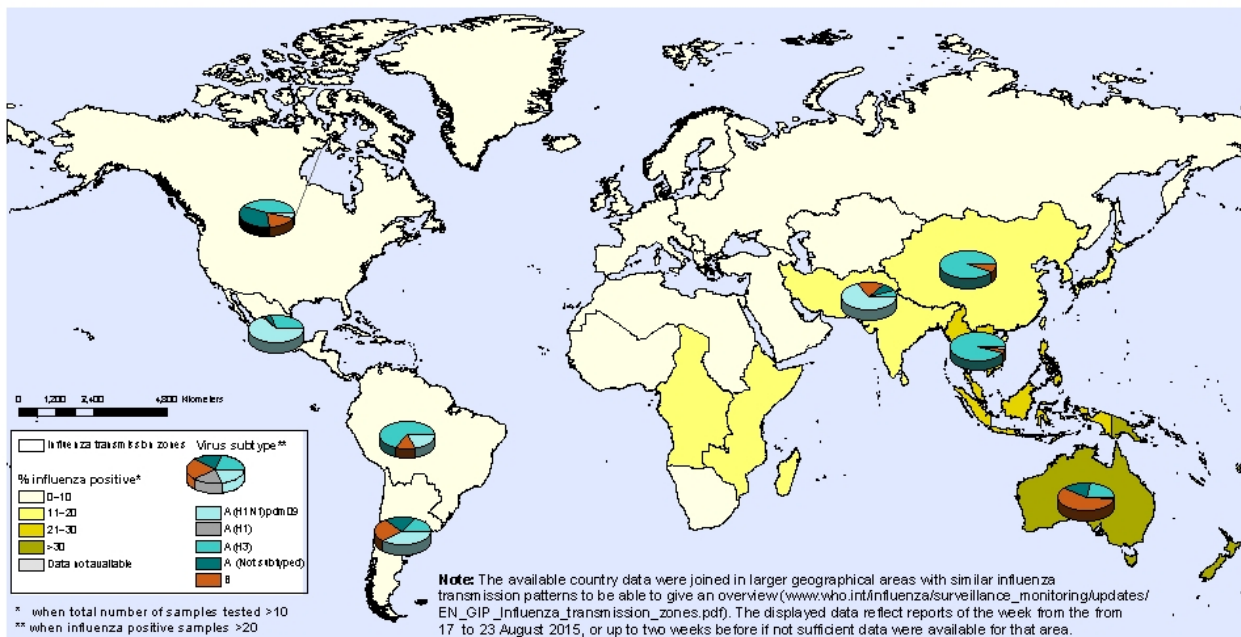 0 1,200 2,400 4,800 Kilometers
Influenza transmission zones
Virus subtype**
% influenza positive*
0-10
11-20
21-30
>30
Data not available
A(H1N1)pdm09
A(H1)
A(H3)
A (Not subtyped)
B
* when total number of samples tested >10
** when influenza positive samples >20
Note: The available country data were joined in larger geographical areas with similar influenza
transmission patterns to be able to give an overview (www.who.int/influenza/surveillance_monitoring/updates/
EN_GIP_Influenza_transmission_zones.pdf). The displayed data reflect reports of the week from the from
17 to 23 August 2015, or up to two weeks before if not sufficient data were available for that area.